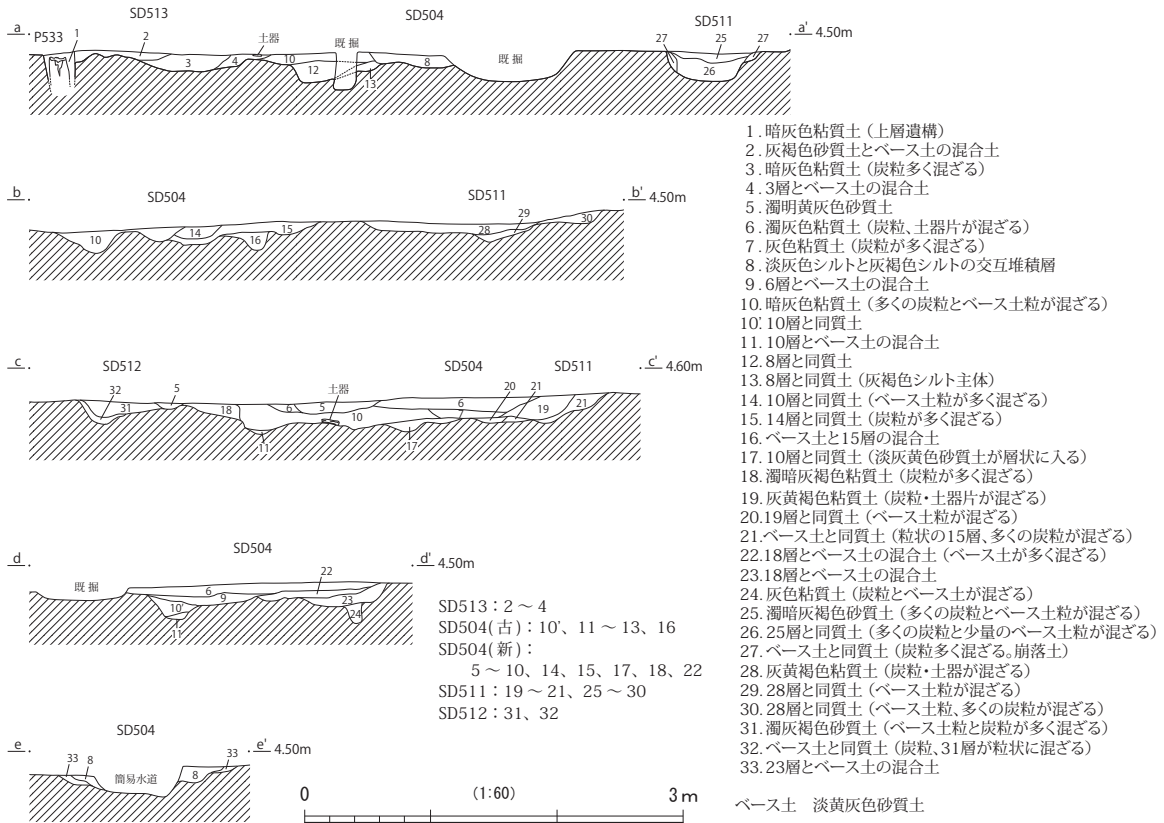 SD513
SD504
SD511
a
P533
1
2
土器
既掘
27
25
27
a' 4.50m
3
4
10
12
13
8
既掘
26
b
SD504
SD511
b' 4.50m
10
14
16
15
28
29
30
c
SD512
土器
SD504
SD511
c' 4.60m
32
31
5
18
6
5
10
6
7
20
21
19
21
11
17
d
SD504
d' 4.50m
既掘
6
9
22
10'
23
24
11
e
SD504
e' 4.50m
33
8
簡易水道
8
33
0
(1:60)
3m
SD513：2～4
SD504(古)：10'、11～13、16
SD504(新)：
5～10、14、15、17、18、22
SD511：19～21、25～30
SD512：31、32
1.暗灰色粘質土（上層遺構）
2.灰褐色砂質土とベース土の混合土
3.暗灰色粘質土（炭粒多く混ざる）
4.3層とベース土の混合土
5.濁明黄灰色砂質土
6.濁灰色粘質土（炭粒、土器片が混ざる）
7.灰色粘質土（炭粒が多く混ざる）
8.淡灰色シルトと灰褐色シルトの交互堆積層
9.6層とベース土の混合土
10.暗灰色粘質土（多くの炭粒とベース土粒が混ざる）
10'.10層と同質土
11.10層とベース土の混合土
12.8層と同質土
13.8層と同質土（灰褐色シルト主体）
14.10層と同質土（ベース土粒が多く混ざる）
15.14層と同質土（炭粒が多く混ざる）
16.ベース土と15層の混合土
17.10層と同質土（淡灰黄色砂質土が層状に入る）
18.濁暗灰褐色粘質土（炭粒が多く混ざる）
19.灰黄褐色粘質土（炭粒・土器片が混ざる）
20.19層と同質土（ベース土粒が混ざる）
21.ベース土と同質土（粒状の15層、多くの炭粒が混ざる）
22.18層とベース土の混合土（ベース土が多く混ざる）
23.18層とベース土の混合土
24.灰色粘質土（炭粒とベース土が混ざる）
25.濁暗灰褐色砂質土（多くの炭粒とベース土粒が混ざる）
26.25層と同質土（多くの炭粒と少量のベース土粒が混ざる）
27.ベース土と同質土（炭粒多く混ざる。崩落土）
28.灰黄褐色粘質土（炭粒・土器が混ざる）
29.28層と同質土（ベース土粒が混ざる）
30.28層と同質土（ベース土粒、多くの炭粒が混ざる）
31.濁灰褐色砂質土（ベース土粒と炭粒が多く混ざる）
32.ベース土と同質土（炭粒、31層が粒状に混ざる）
33.23層とベース土の混合土
ベース土　淡黄灰色砂質土